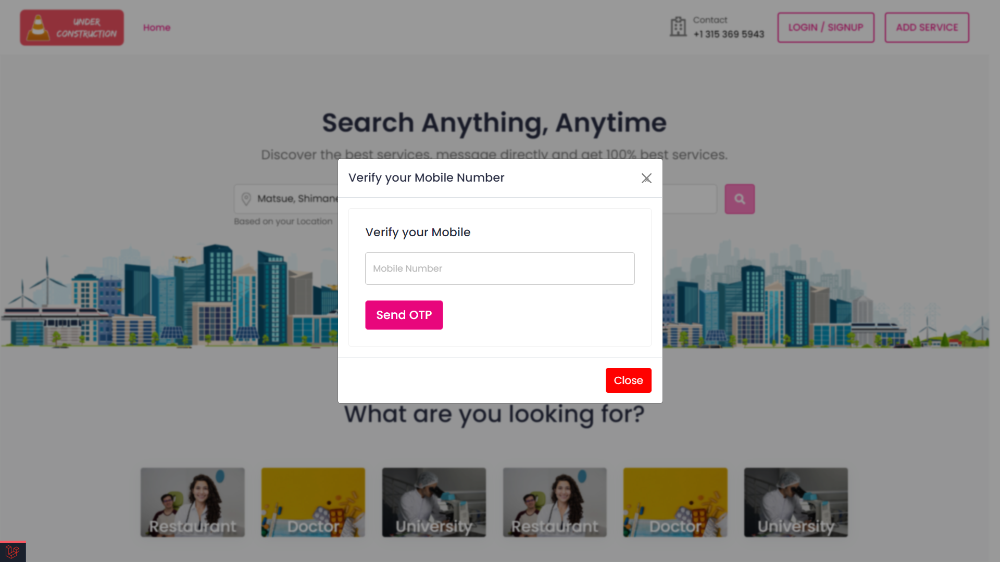 UNDER
CONSTRUCTION
Home
Contact
+1 315 369 5943
LOGIN / SIGNUP
ADD SERVICE
Search Anything, Anytime
Discover the best services, message directly and get 100% best services.
Verify your Mobile Number
Matsue, Shimane
Based on your Location
Verify your Mobile
Mobile Number
Send OTP
Close
What are you looking for?
Restaurant
Doctor
University
Restaurant
Doctor
University